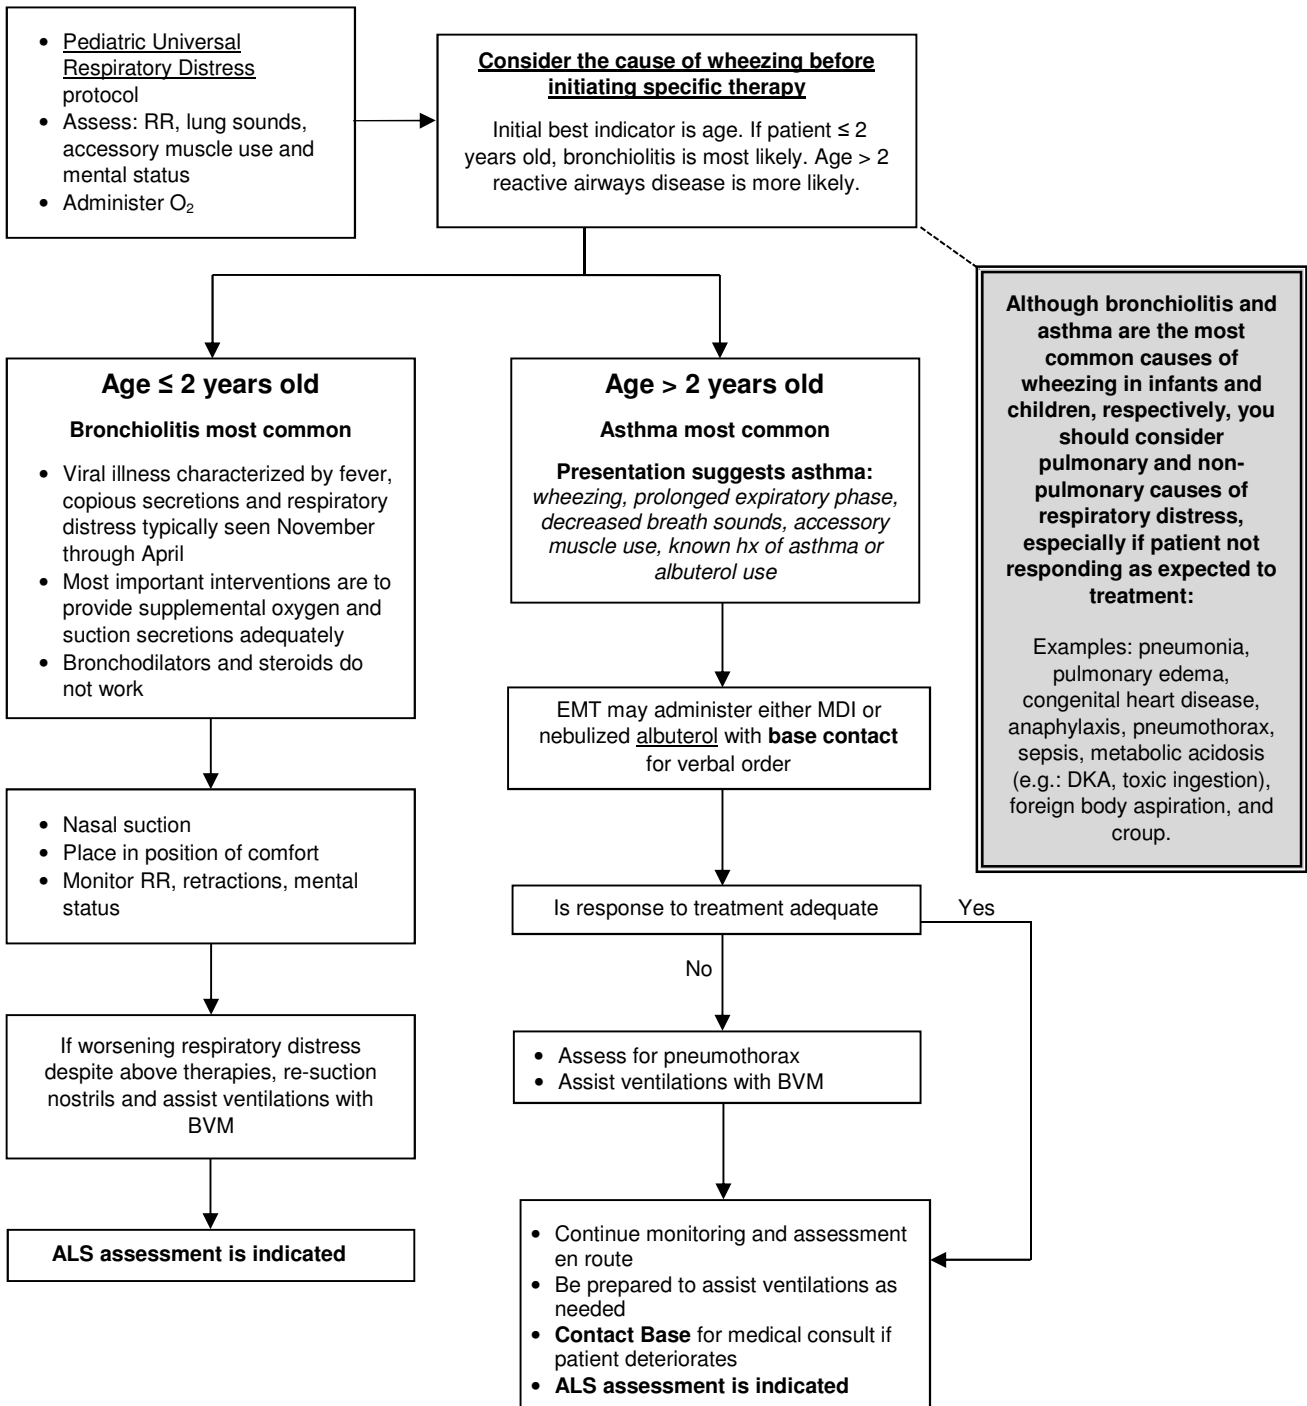 • Pediatric Universal
Respiratory Distress
protocol
• Assess: RR, lung sounds,
accessory muscle use and
mental status
• Administer O₂
Consider the cause of wheezing before
initiating specific therapy
Initial best indicator is age. If patient ≤ 2
years old, bronchiolitis is most likely. Age > 2
reactive airways disease is more likely.
Although bronchiolitis and
asthma are the most
common causes of
wheezing in infants and
children, respectively, you
should consider
pulmonary and non-
pulmonary causes of
respiratory distress,
especially if patient not
responding as expected to
treatment:
Examples: pneumonia,
pulmonary edema,
congenital heart disease,
anaphylaxis, pneumothorax,
sepsis, metabolic acidosis
(e.g.: DKA, toxic ingestion),
foreign body aspiration, and
croup.
Age ≤ 2 years old
Bronchiolitis most common
• Viral illness characterized by fever,
copious secretions and respiratory
distress typically seen November
through April
• Most important interventions are to
provide supplemental oxygen and
suction secretions adequately
• Bronchodilators and steroids do
not work
• Nasal suction
• Place in position of comfort
• Monitor RR, retractions, mental
status
If worsening respiratory distress
despite above therapies, re-suction
nostrils and assist ventilations with
BVM
ALS assessment is indicated
Age > 2 years old
Asthma most common
Presentation suggests asthma:
wheezing, prolonged expiratory phase,
decreased breath sounds, accessory
muscle use, known hx of asthma or
albuterol use
EMT may administer either MDI or
nebulized albuterol with base contact
for verbal order
Is response to treatment adequate
Yes
No
• Assess for pneumothorax
• Assist ventilations with BVM
• Continue monitoring and assessment
en route
• Be prepared to assist ventilations as
needed
• Contact Base for medical consult if
patient deteriorates
• ALS assessment is indicated